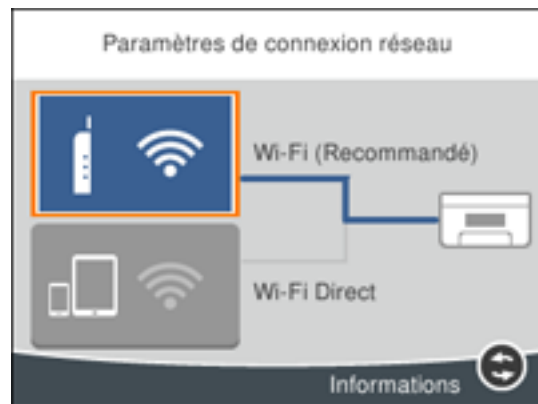 Paramètres de connexion réseau
Wi-Fi (Recommandé)
Wi-Fi Direct
Informations